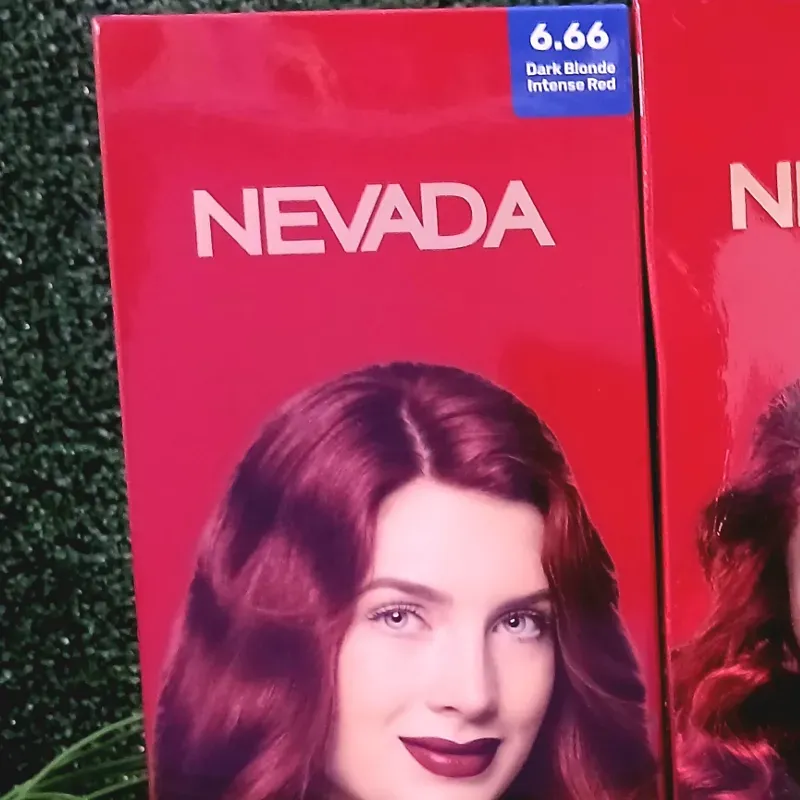 6.66
Dark Blonde
Intense Red
NEVADA